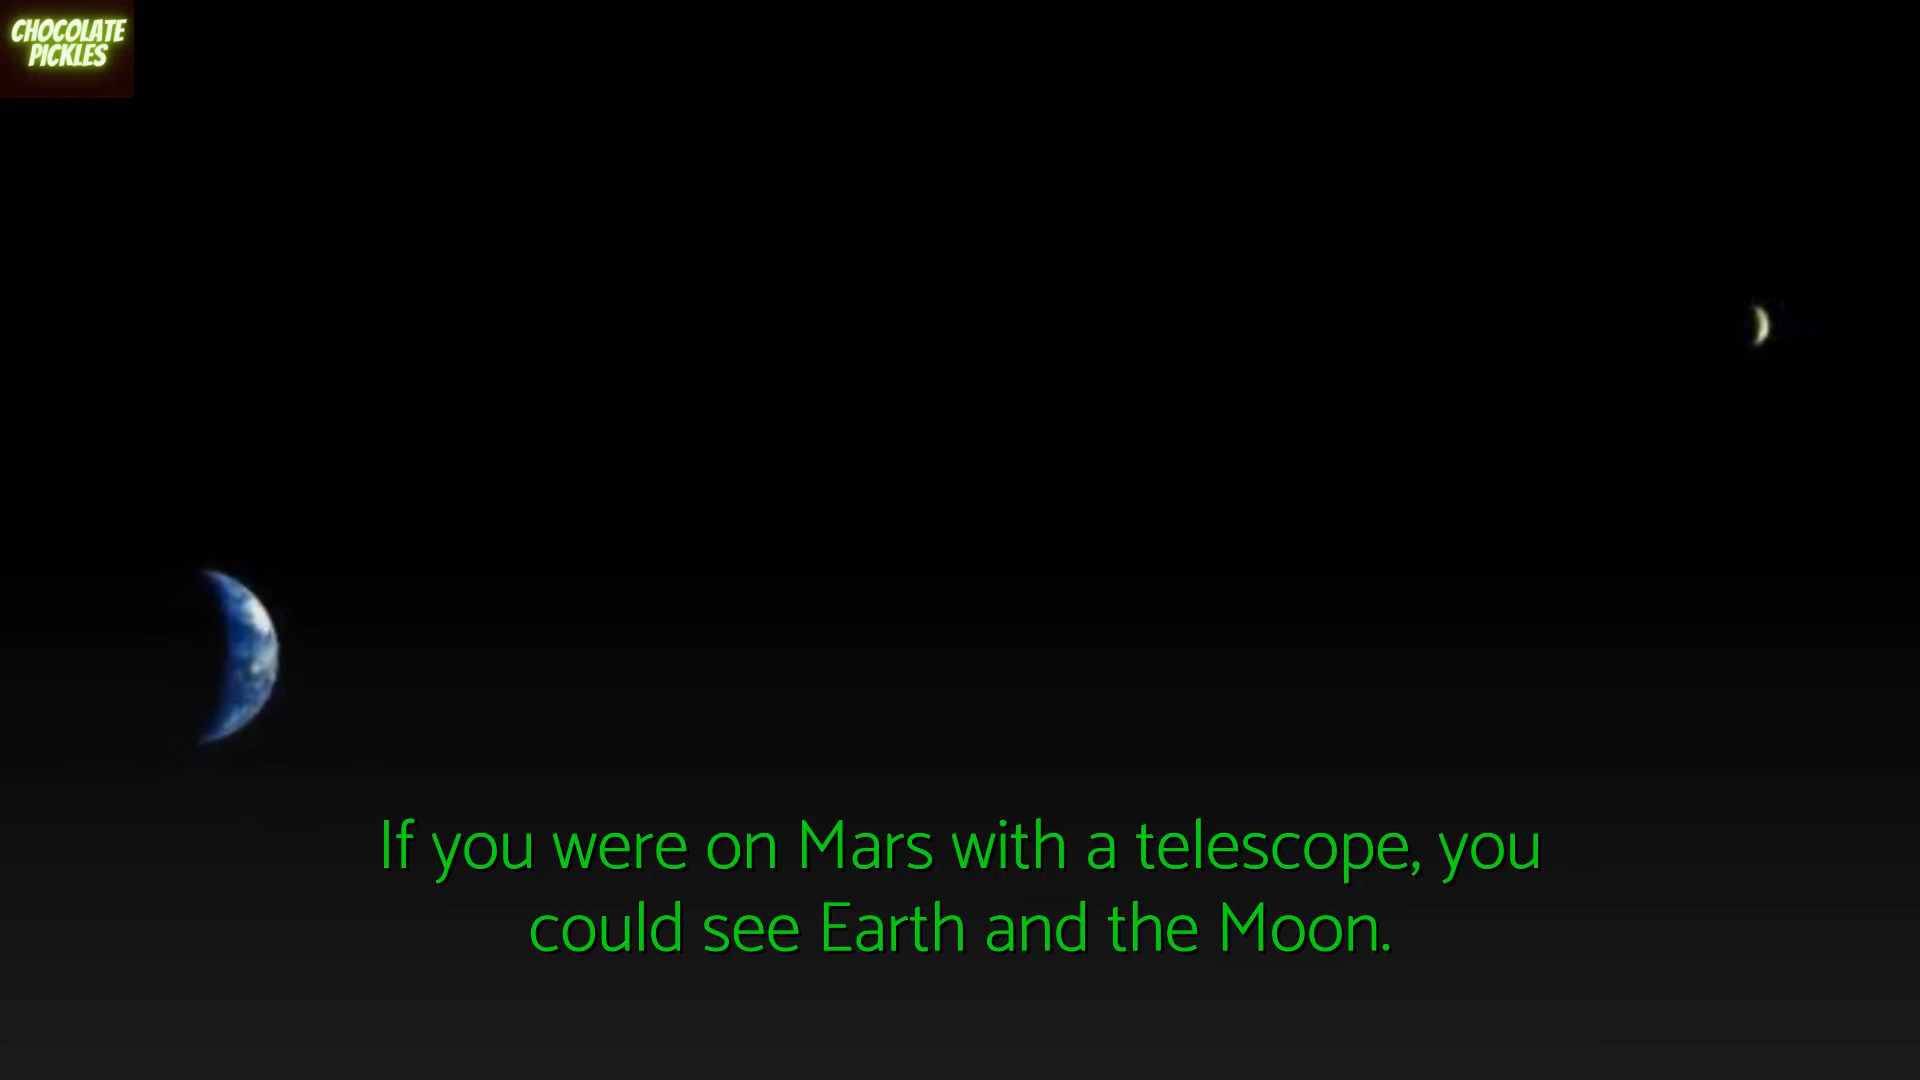 CHOCOLATE
PICKLES
If you were on Mars with a telescope, you
could see Earth and the Moon.